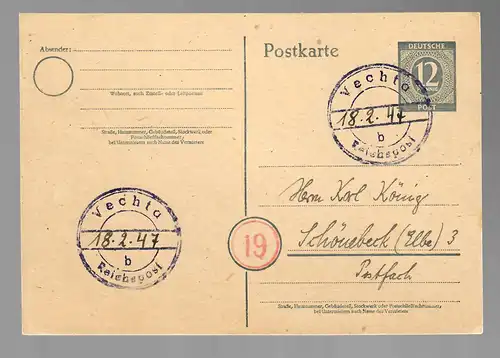 Absender:
Wohnort, auch Zustell- oder Leitpostamt
Straße, Hausnummer, Gebäudeteil, Stockwerk oder
Postschließfachnummer;
bei Untermietern auch Name des Vermieters
Vechta
18.2.47
b
Reichspost
Postkarte
DEUTSCHE
12
POST
Vechta
18.2.47
b
Reichspost
Herrn Karl König
19
Schönebeck (Elbe) 3
Postfach
Straße, Hausnummer, Gebäudeteil, Stockwerk oder Postschließfachnummer;
bei Untermietern auch Name des Vermieters